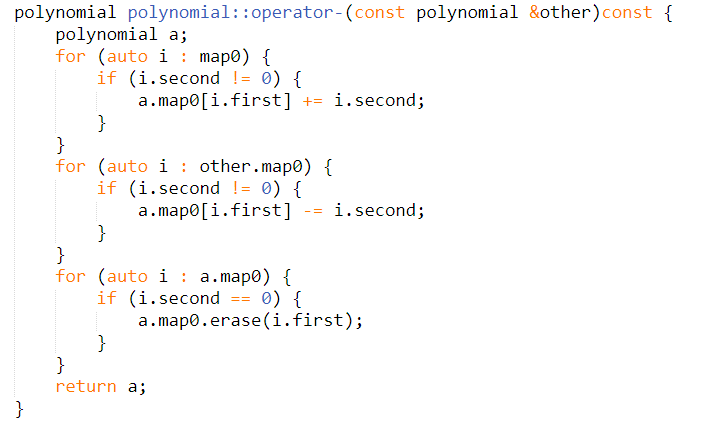 polynomial polynomial::operator-(const polynomial &other)const {
    polynomial a;
    for (auto i : map0) {
        if (i.second != 0) {
            a.map0[i.first] += i.second;
        }
    }
    for (auto i : other.map0) {
        if (i.second != 0) {
            a.map0[i.first] -= i.second;
        }
    }
    for (auto i : a.map0) {
        if (i.second == 0) {
            a.map0.erase(i.first);
        }
    }
    return a;
}